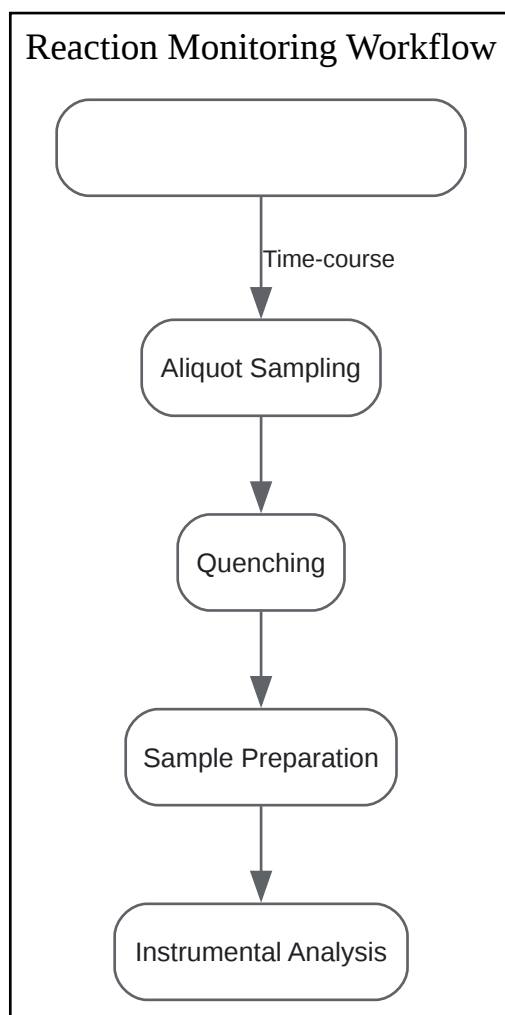 Reaction Monitoring Workflow
Time-course
Aliquot Sampling
Quenching
Sample Preparation
Instrumental Analysis